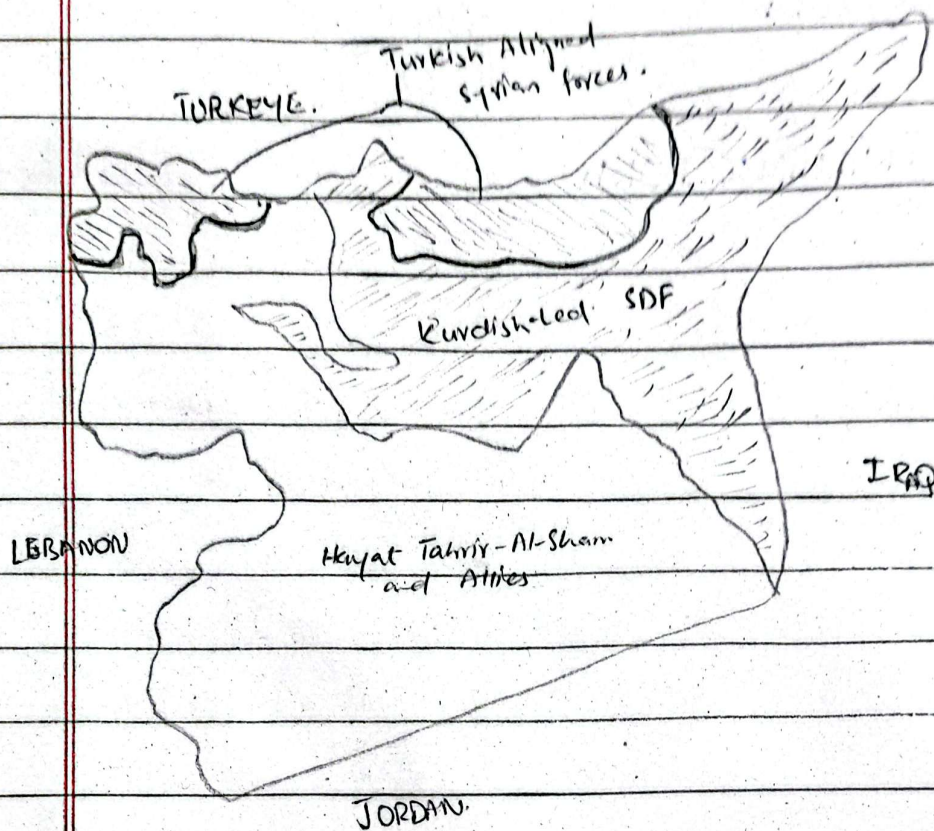 Turkish Aligned
Syrian forces.
TURKEYE.
Kurdish-Led SDF
IRAQ
LEBANON
Hayat Tahrir-Al-Sham
and Allies
JORDAN.